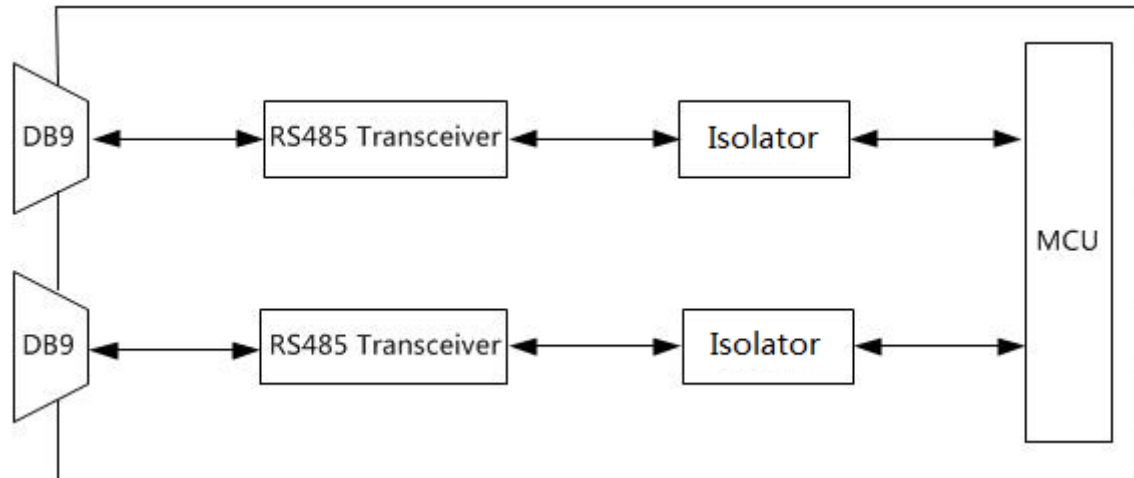 DB9
RS485 Transceiver
Isolator
MCU
DB9
RS485 Transceiver
Isolator